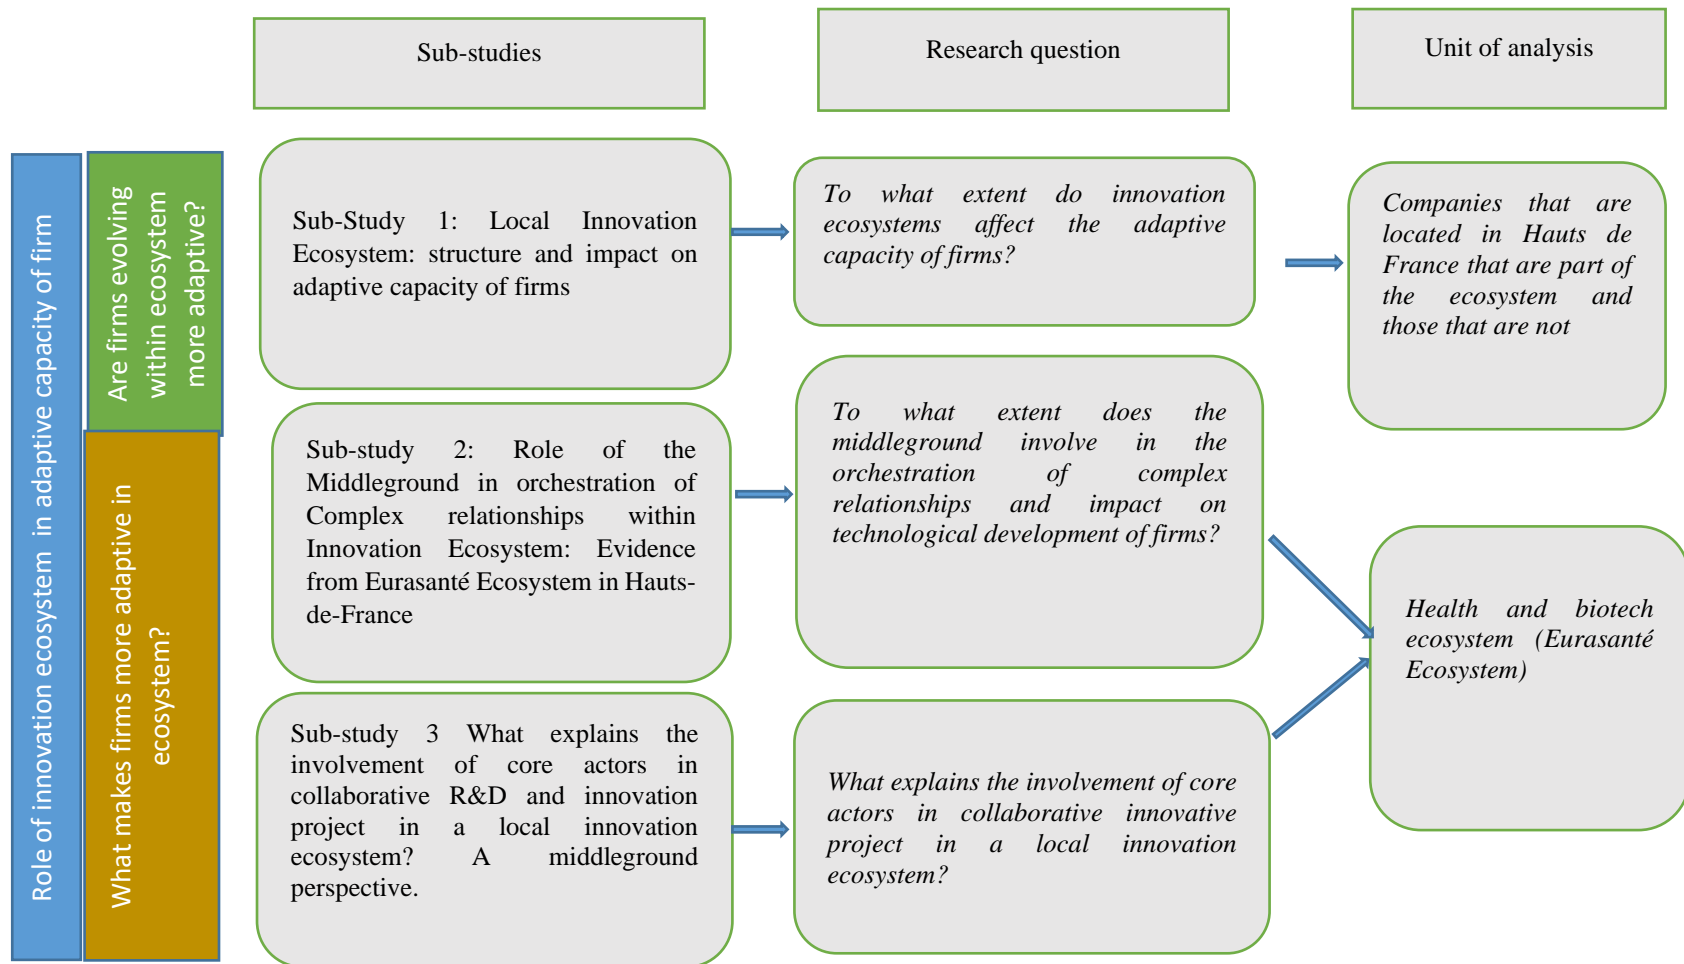 Sub-studies
Research question
Unit of analysis
Role of innovation ecosystem in adaptive capacity of firm
Are firms evolving
within ecosystem
more adaptive?
What makes firms more adaptive in
ecosystem?
Sub-Study 1: Local Innovation
Ecosystem: structure and impact on
adaptive capacity of firms
To what extent do innovation
ecosystems affect the adaptive
capacity of firms?
Companies that are
located in Hauts de
France that are part of
the ecosystem and
those that are not
Sub-study 2: Role of the
Middleground in orchestration of
Complex relationships within
Innovation Ecosystem: Evidence
from Eurasanté Ecosystem in Hauts-
de-France
To what extent does the
middleground involve in the
orchestration of complex
relationships and impact on
technological development of firms?
Health and biotech
ecosystem (Eurasanté
Ecosystem)
Sub-study 3 What explains the
involvement of core actors in
collaborative R&D and innovation
project in a local innovation
ecosystem? A middleground
perspective.
What explains the involvement of core
actors in collaborative innovative
project in a local innovation
ecosystem?